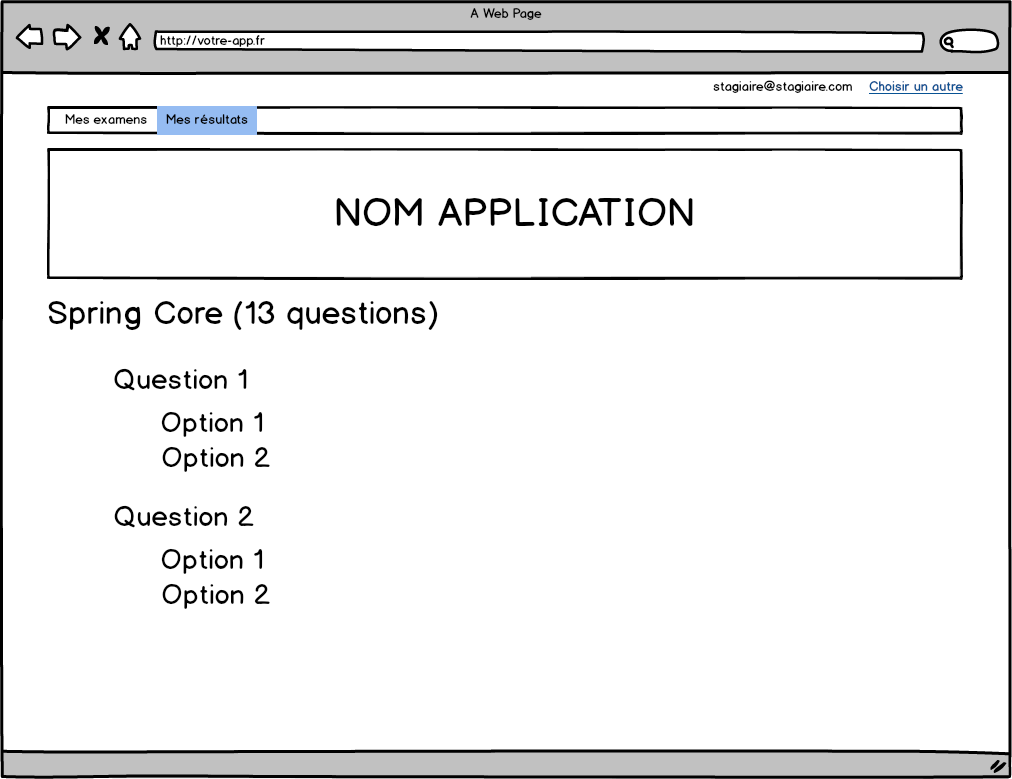 A Web Page
http://votre-app.fr
stagiaire@stagiaire.com Choisir un autre
Mes examens Mes résultats
NOM APPLICATION
Spring Core (13 questions)
Question 1
Option 1
Option 2
Question 2
Option 1
Option 2